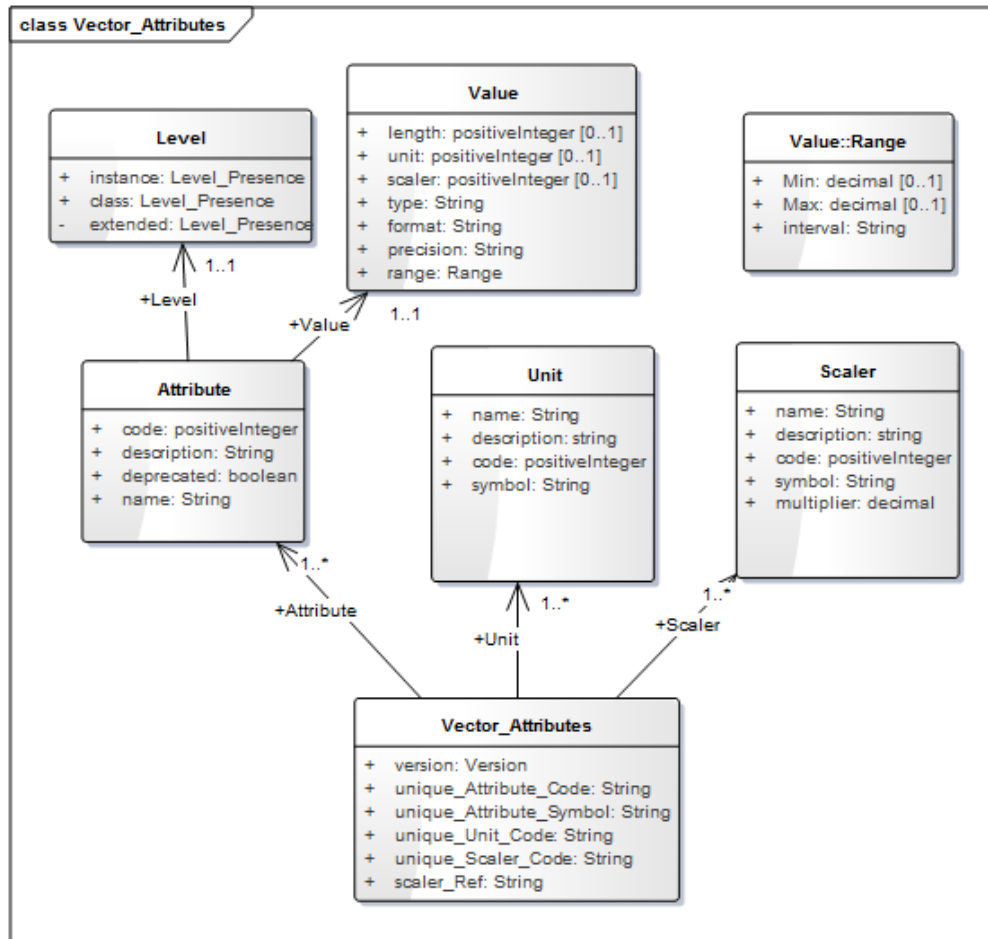 class Vector_Attributes
Level
+ instance: Level_Presence
+ class: Level_Presence
- extended: Level_Presence
Value
+ length: positiveInteger [0..1]
+ unit: positiveInteger [0..1]
+ scaler: positiveInteger [0..1]
+ type: String
+ format: String
+ precision: String
+ range: Range
Value::Range
+ Min: decimal [0..1]
+ Max: decimal [0..1]
+ interval: String
1..1
+Level
1..1
+Value
Attribute
+ code: positiveInteger
+ description: String
+ deprecated: boolean
+ name: String
Unit
+ name: String
+ description: string
+ code: positiveInteger
+ symbol: String
Scaler
+ name: String
+ description: string
+ code: positiveInteger
+ symbol: String
+ multiplier: decimal
1..*
+Attribute
1..*
+Unit
1..*
+Scaler
Vector_Attributes
+ version: Version
+ unique_Attribute_Code: String
+ unique_Attribute_Symbol: String
+ unique_Unit_Code: String
+ unique_Scaler_Code: String
+ scaler_Ref: String